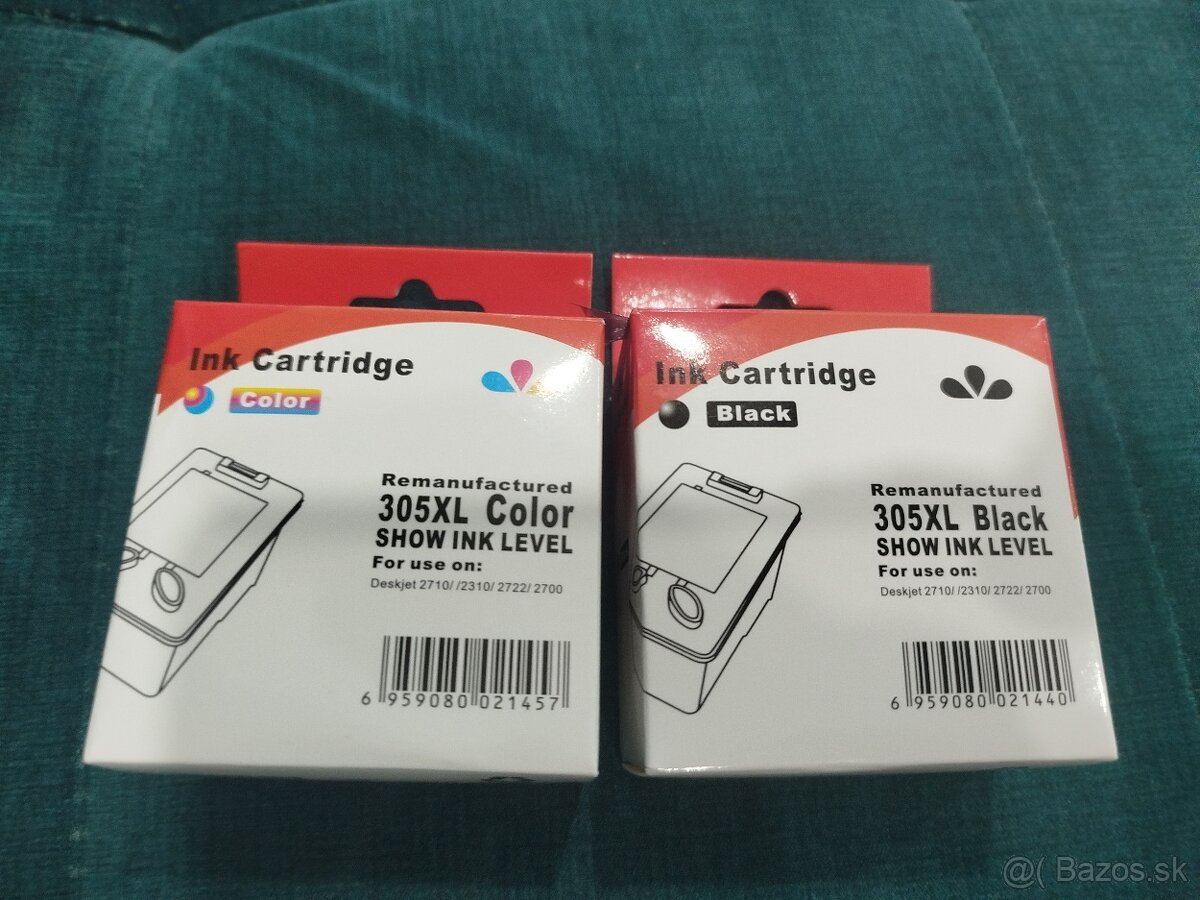 Ink Cartridge
Color
Remanufactured
305XL Color
SHOW INK LEVEL
For use on:
Deskjet 2710/ /2310/ 2722/ 2700
6 959080 021457
Ink Cartridge
Black
Remanufactured
305XL Black
SHOW INK LEVEL
For use on:
Deskjet 2710/ /2310/ 2722/ 2700
6 959080 021440
@( Bazos.sk